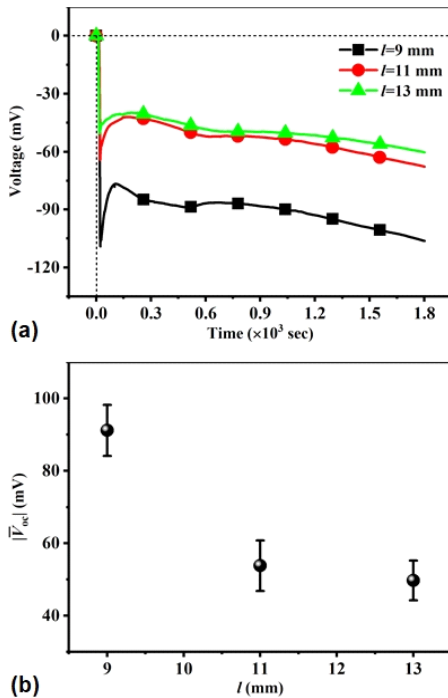 0
-30
-60
-90
-120
Voltage (mV)
l=9 mm
l=11 mm
l=13 mm
0.0 0.3 0.6 0.9 1.2 1.5 1.8
Time (×10³ sec)
(a)
100
80
60
40
|V̅oc| (mV)
9 10 11 12 13
l (mm)
(b)